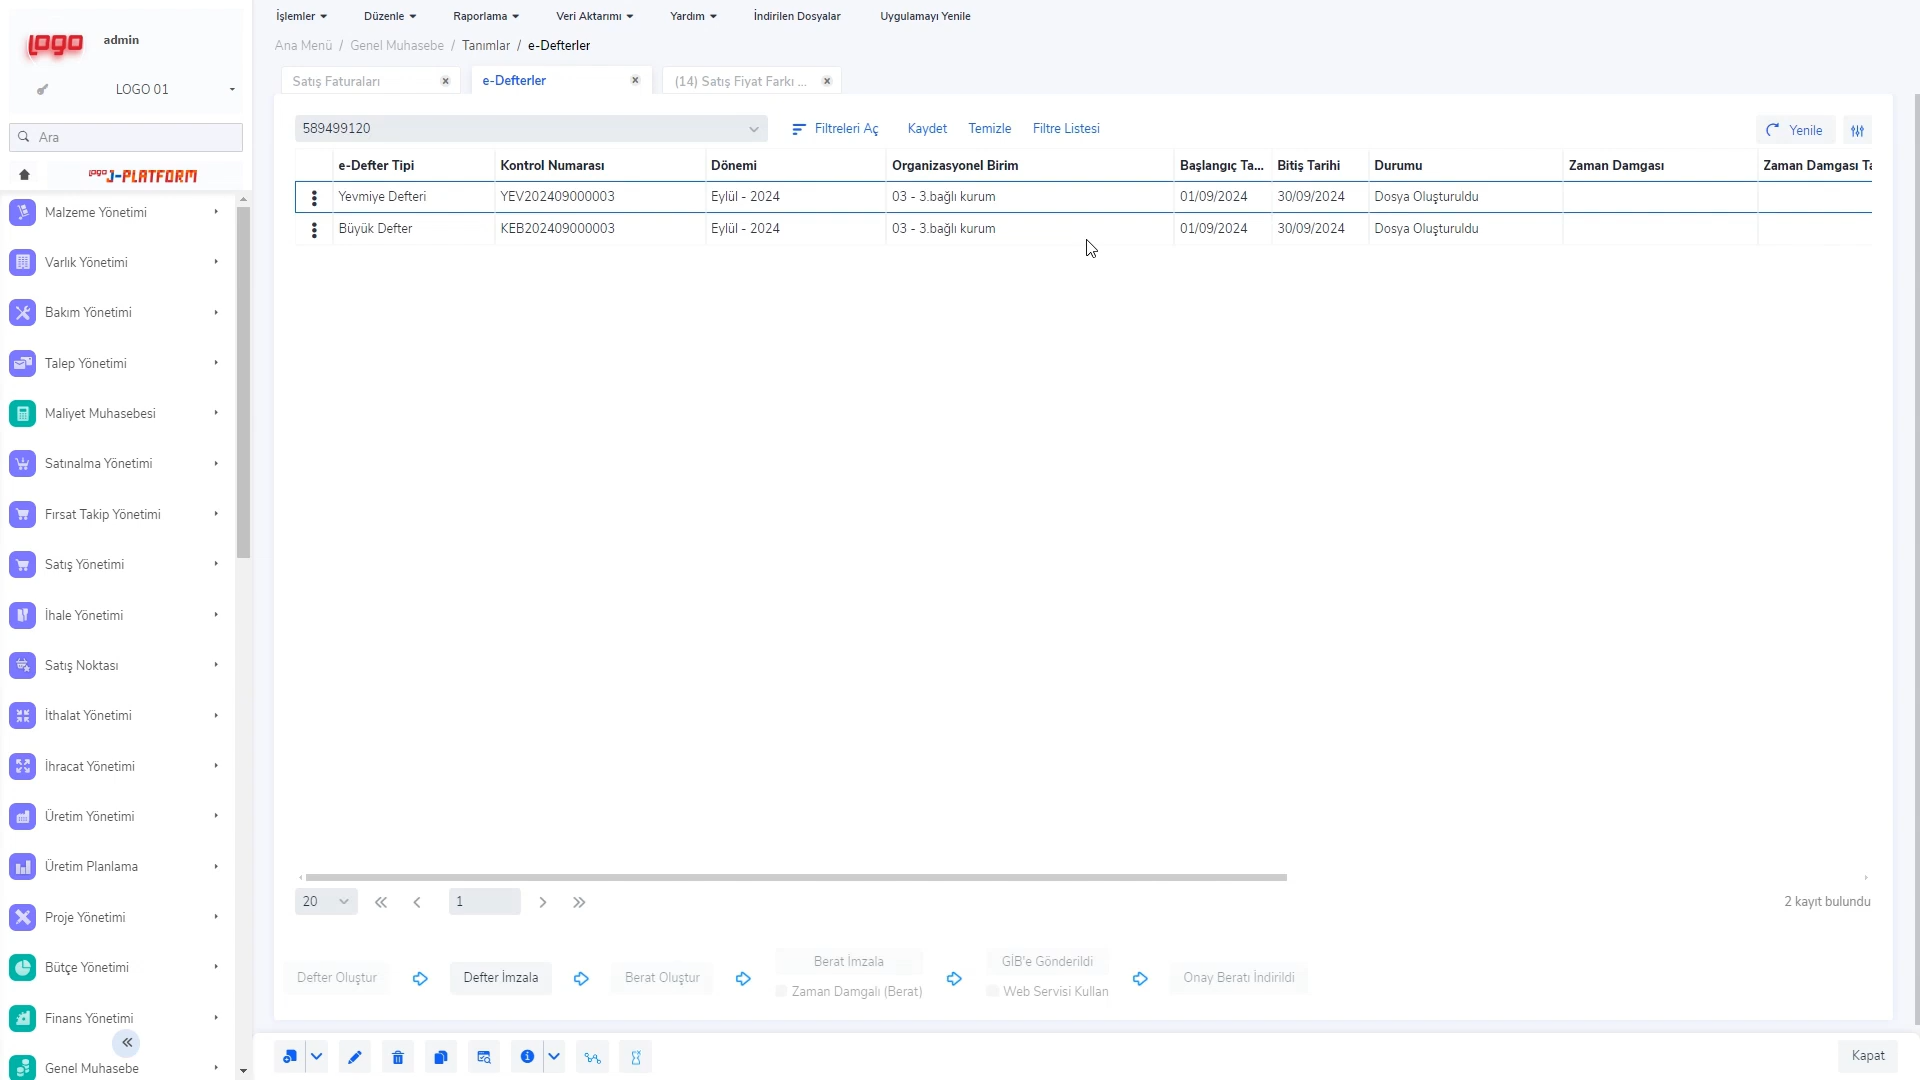 İşlemler Düzenle Raporlama Veri Aktarımı Yardım İndirilen Dosyalar Uygulamayı Yenile
logo admin
LOGO 01
Ara
logo J-PLATFORM
Malzeme Yönetimi
Varlık Yönetimi
Bakım Yönetimi
Talep Yönetimi
Maliyet Muhasebesi
Satınalma Yönetimi
Fırsat Takip Yönetimi
Satış Yönetimi
İhale Yönetimi
Satış Noktası
İthalat Yönetimi
İhracat Yönetimi
Üretim Yönetimi
Üretim Planlama
Proje Yönetimi
Bütçe Yönetimi
Finans Yönetimi
Genel Muhasebe
Ana Menü / Genel Muhasebe / Tanımlar / e-Defterler
Satış Faturaları e-Defterler (14) Satış Fiyat Farkı ...
589499120 Filtreleri Aç Kaydet Temizle Filtre Listesi Yenile
e-Defter Tipi Kontrol Numarası Dönemi Organizasyonel Birim Başlangıç Ta... Bitiş Tarihi Durumu Zaman Damgası Zaman Damgası Ta
Yevmiye Defteri YEV202409000003 Eylül - 2024 03 - 3.bağlı kurum 01/09/2024 30/09/2024 Dosya Oluşturuldu
Büyük Defter KEB202409000003 Eylül - 2024 03 - 3.bağlı kurum 01/09/2024 30/09/2024 Dosya Oluşturuldu
20 1 2 kayıt bulundu
Defter Oluştur Defter İmzala Berat Oluştur Berat İmzala GİB'e Gönderildi Onay Beratı İndirildi
Zaman Damgalı (Berat) Web Servisi Kullan
Kapat